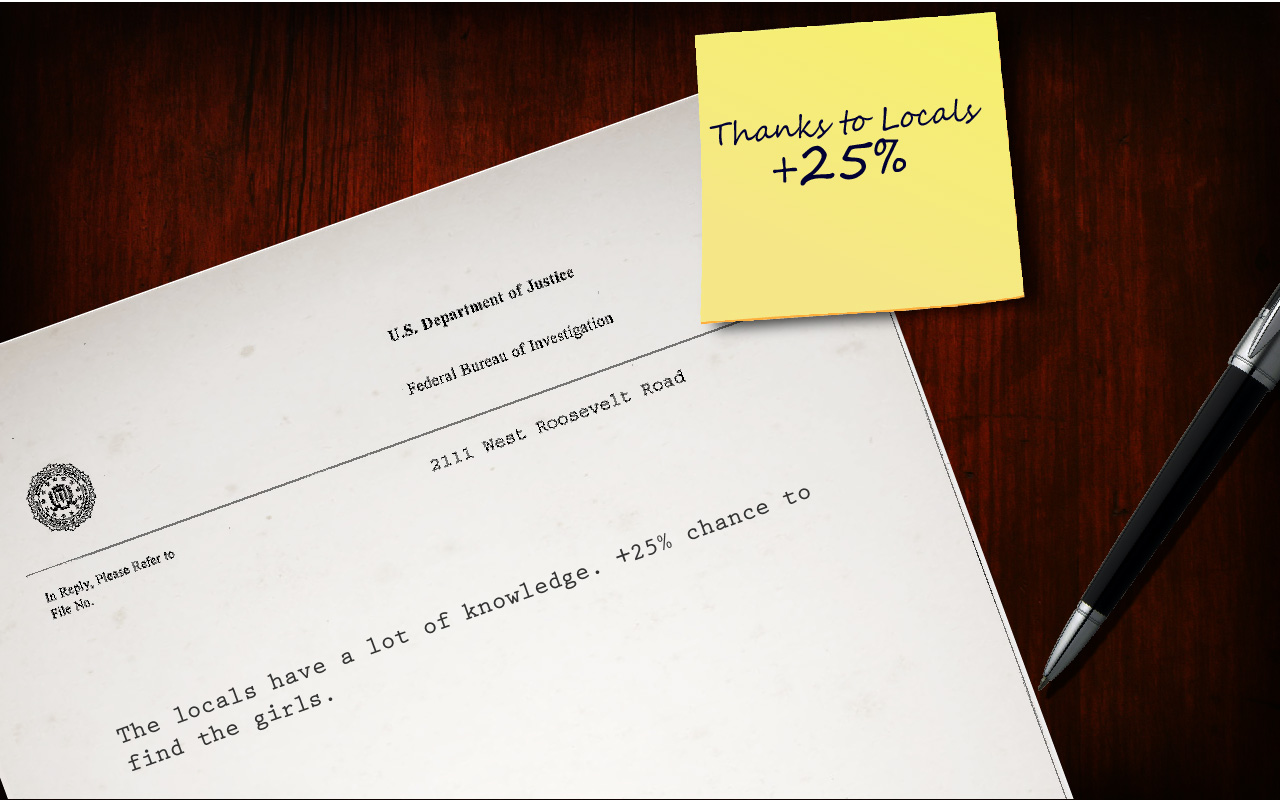 Thanks to Locals
+25%
U.S. Department of Justice
Federal Bureau of Investigation
2111 West Roosevelt Road
In Reply, Please Refer to
File No.
The locals have a lot of knowledge. +25% chance to
find the girls.